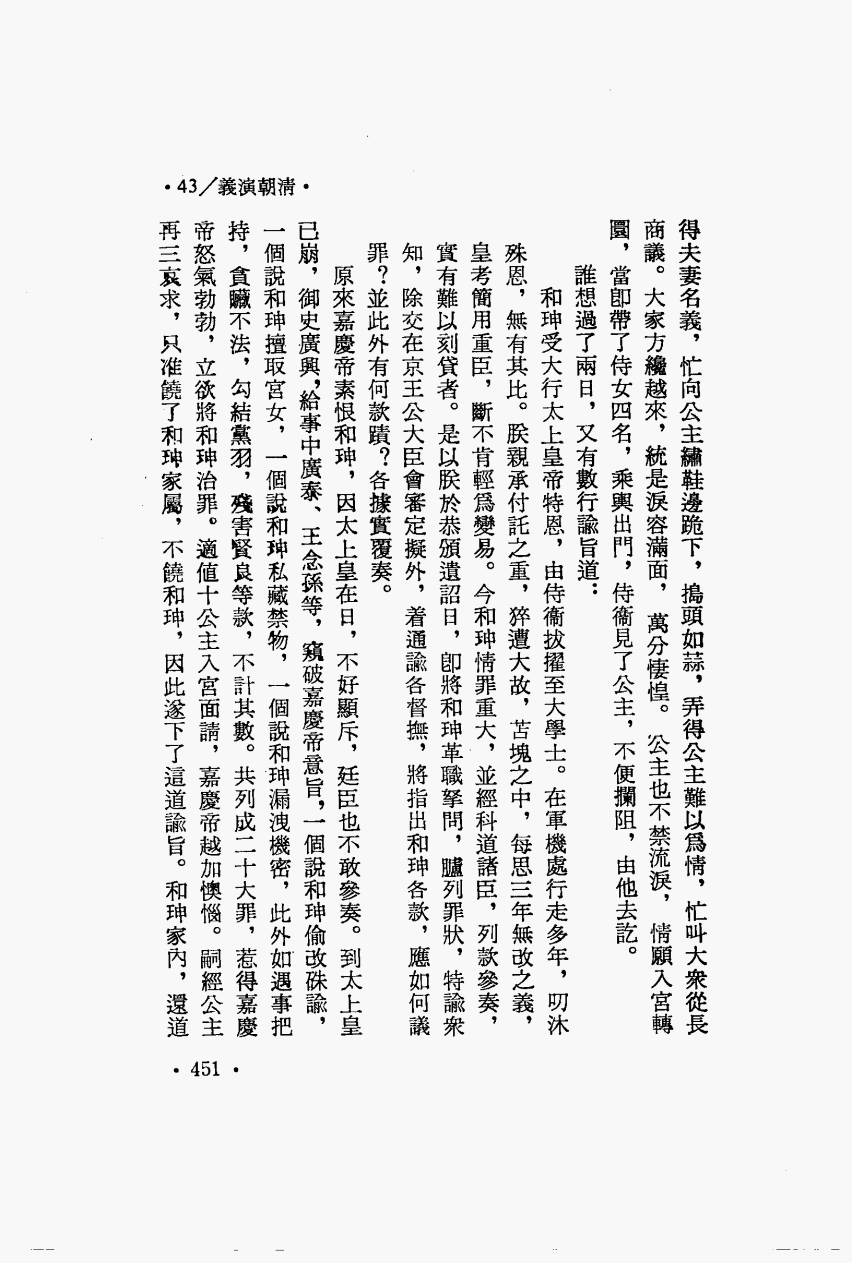 •43／義演朝清•
得夫妻名義，忙向公主繡鞋邊跪下，搗頭如蒜，弄得公主難以爲情，忙叫大衆從長
商議。大家方纔越來，統是淚容滿面，萬分悽惶。公主也不禁流淚，情願入宮轉
圜，當卽帶了侍女四名，乘輿出門，侍衞見了公主，不便攔阻，由他去訖。
誰想過了兩日，又有數行諭旨道：
和珅受大行太上皇帝特恩，由侍衞拔擢至大學士。在軍機處行走多年，叨沐
殊恩，無有其比。朕親承付託之重，猝遭大故，苫塊之中，每思三年無改之義，
皇考簡用重臣，斷不肯輕爲變易。今和珅情罪重大，並經科道諸臣，列款參奏，
實有難以刻貸者。是以朕於恭頒遺詔日，卽將和珅革職拏問，臚列罪狀，特諭衆
知，除交在京王公大臣會審定擬外，着通諭各督撫，將指出和珅各款，應如何議
罪？並此外有何款蹟？各據實覆奏。
原來嘉慶帝素恨和珅，因太上皇在日，不好顯斥，廷臣也不敢參奏。到太上皇
已崩，御史廣興，給事中廣泰、王念孫等，窺破嘉慶帝意旨，一個說和珅偷改硃諭，
一個說和珅擅取宮女，一個說和珅私藏禁物，一個說和珅漏洩機密，此外如遇事把
持，貪贓不法，勾結黨羽，殘害賢良等款，不計其數。共列成二十大罪，惹得嘉慶
帝怒氣勃勃，立欲將和珅治罪。適値十公主入宮面請，嘉慶帝越加懊惱。嗣經公主
再三哀求，只准饒了和珅家屬，不饒和珅，因此遂下了這道諭旨。和珅家內，還道
•451•